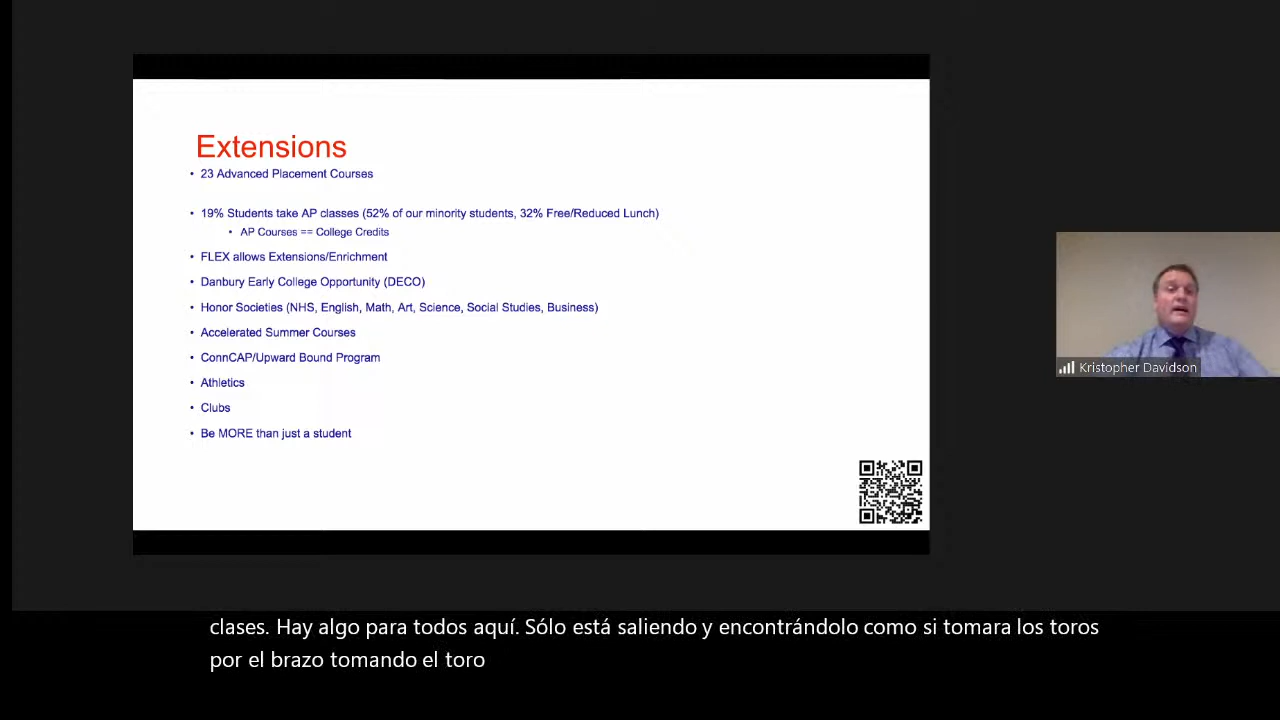 Extensions
• 23 Advanced Placement Courses
• 19% Students take AP classes (52% of our minority students, 32% Free/Reduced Lunch)
• AP Courses == College Credits
• FLEX allows Extensions/Enrichment
• Danbury Early College Opportunity (DECO)
• Honor Societies (NHS, English, Math, Art, Science, Social Studies, Business)
• Accelerated Summer Courses
• ConnCAP/Upward Bound Program
• Athletics
• Clubs
• Be MORE than just a student
Kristopher Davidson
clases. Hay algo para todos aquí. Sólo está saliendo y encontrándolo como si tomara los toros
por el brazo tomando el toro